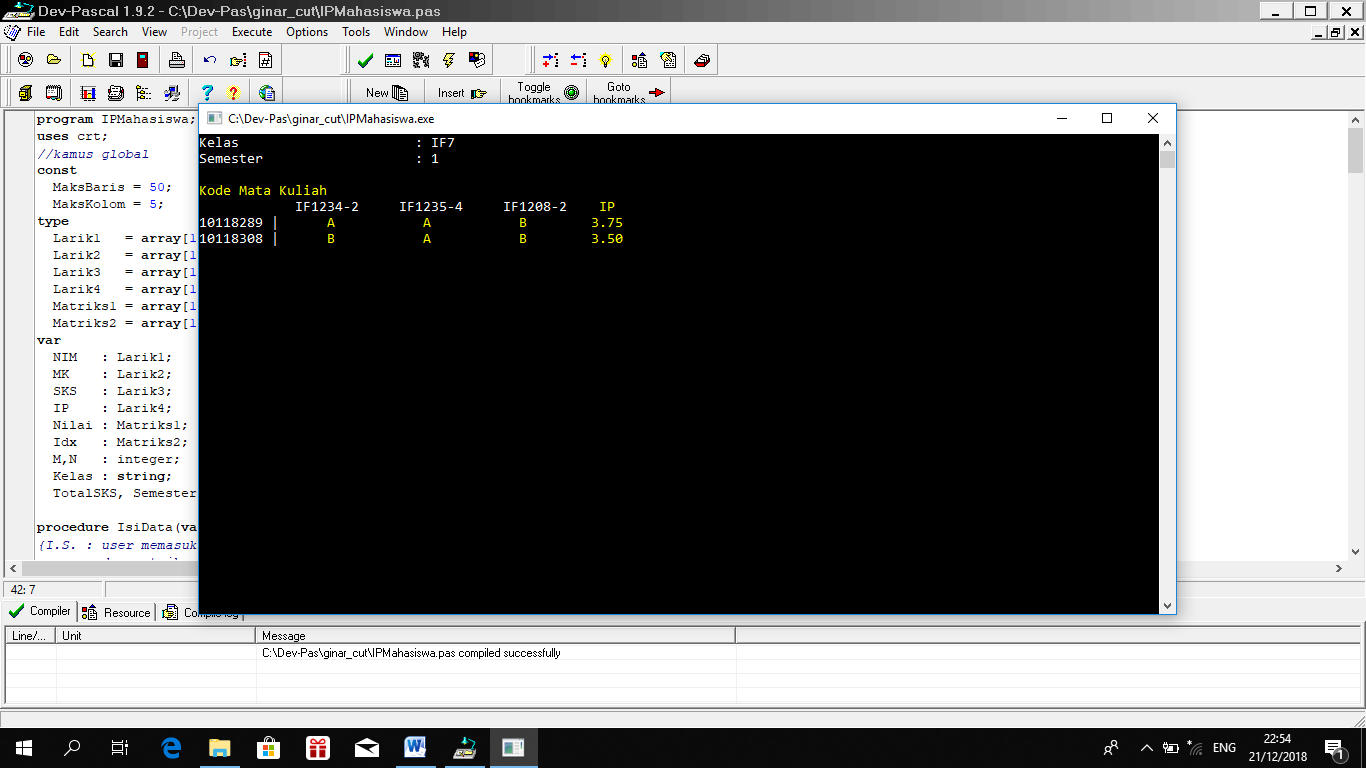 Dev-Pascal 1.9.2 - C:\Dev-Pas\ginar_cut\IPMahasiswa.pas
File Edit Search View Project Execute Options Tools Window Help
New Insert Toggle bookmarks Goto bookmarks
program IPMahasiswa;
uses crt;
//kamus global
const
MaksBaris = 50;
MaksKolom = 5;
type
Larik1 = array[1
Larik2 = array[1
Larik3 = array[1
Larik4 = array[1
Matriks1 = array[1
Matriks2 = array[1
var
NIM : Larik1;
MK : Larik2;
SKS : Larik3;
IP : Larik4;
Nilai : Matriks1;
Idx : Matriks2;
M,N : integer;
Kelas : string;
TotalSKS, Semester
procedure IsiData(va
{I.S. : user memasuk
C:\Dev-Pas\ginar_cut\IPMahasiswa.exe
Kelas : IF7
Semester : 1
Kode Mata Kuliah
IF1234-2 IF1235-4 IF1208-2 IP
10118289 | A A B 3.75
10118308 | B A B 3.50
42: 7
Compiler Resource Compile log
Line/... Unit Message
C:\Dev-Pas\ginar_cut\IPMahasiswa.pas compiled successfully
ENG 22:54
21/12/2018 1